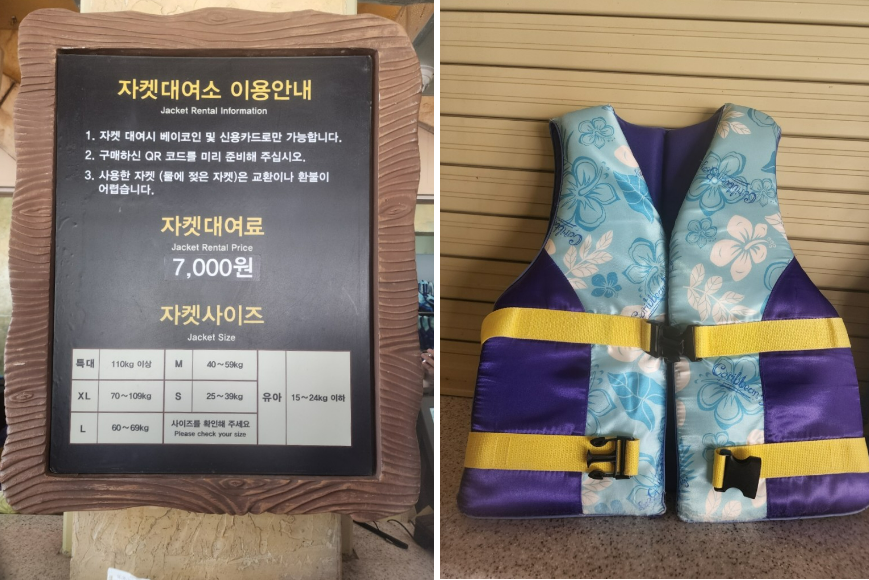 자켓대여소 이용안내
Jacket Rental Information
1. 자켓 대여시 베이코인 및 신용카드로만 가능합니다.
2. 구매하신 QR 코드를 미리 준비해 주십시오.
3. 사용한 자켓 (물에 젖은 자켓)은 교환이나 환불이
어렵습니다.
자켓대여료
Jacket Rental Price
7,000원
자켓사이즈
Jacket Size
특대 110kg 이상 M 40~59kg
XL 70~109kg S 25~39kg 유아 15~24kg 이하
L 60~69kg 사이즈를 확인해 주세요
Please check your size